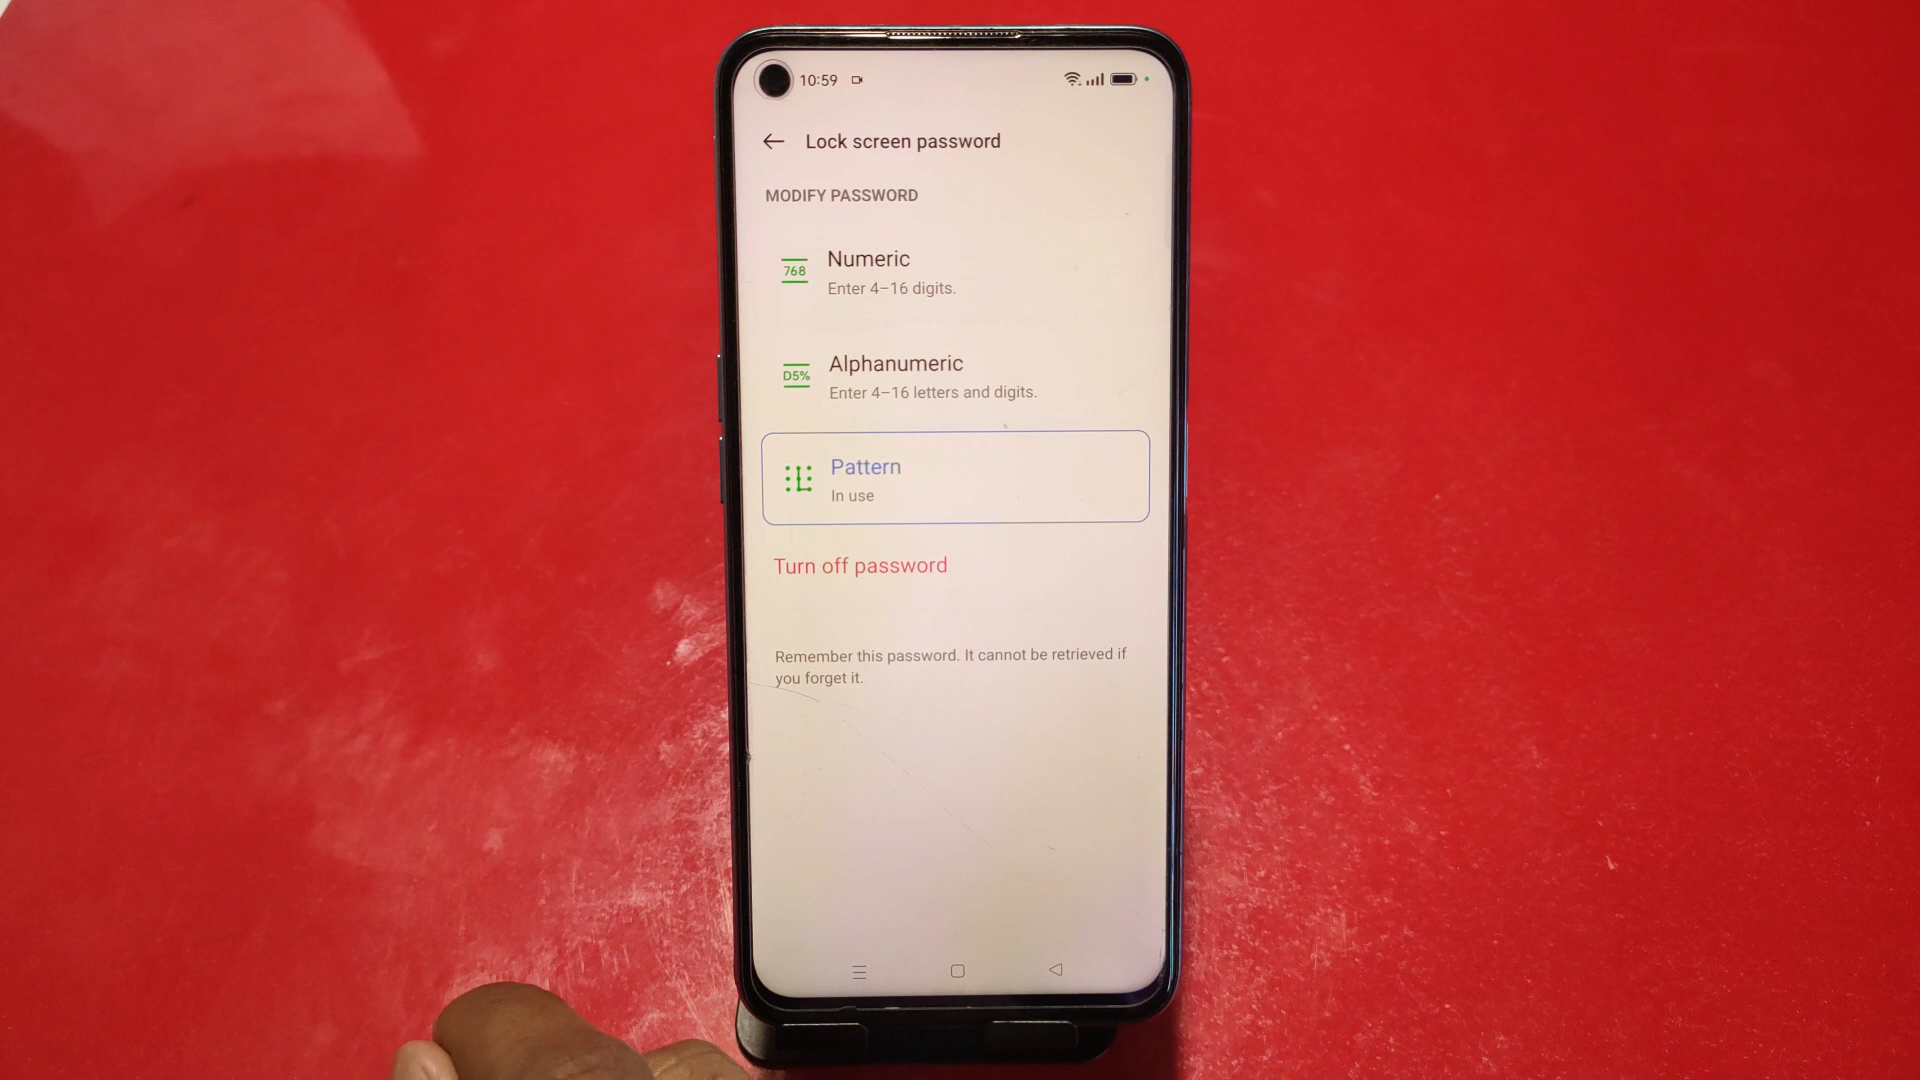 10:59
Lock screen password
MODIFY PASSWORD
768
Numeric
Enter 4–16 digits.
D5%
Alphanumeric
Enter 4–16 letters and digits.
Pattern
In use
Turn off password
Remember this password. It cannot be retrieved if
you forget it.